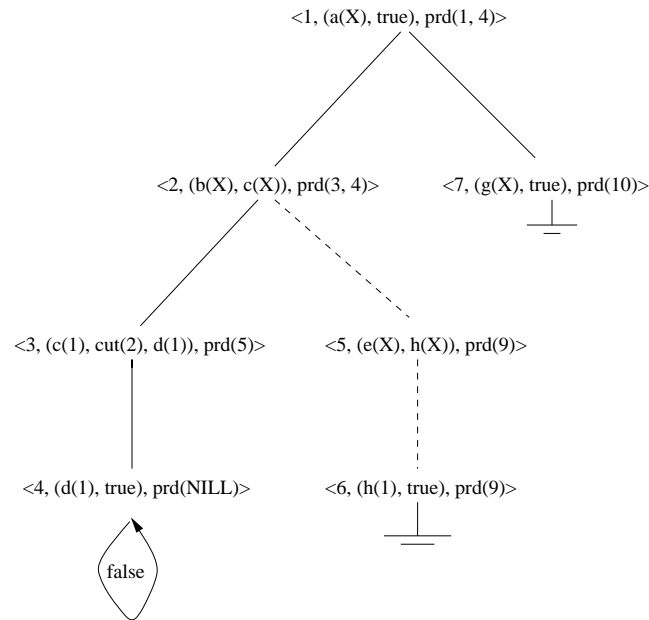 <1, (a(X), true), prd(1, 4)>
<2, (b(X), c(X)), prd(3, 4)>
<7, (g(X), true), prd(10)>
<3, (c(1), cut(2), d(1)), prd(5)>
<5, (e(X), h(X)), prd(9)>
<4, (d(1), true), prd(NILL)>
<6, (h(1), true), prd(9)>
false